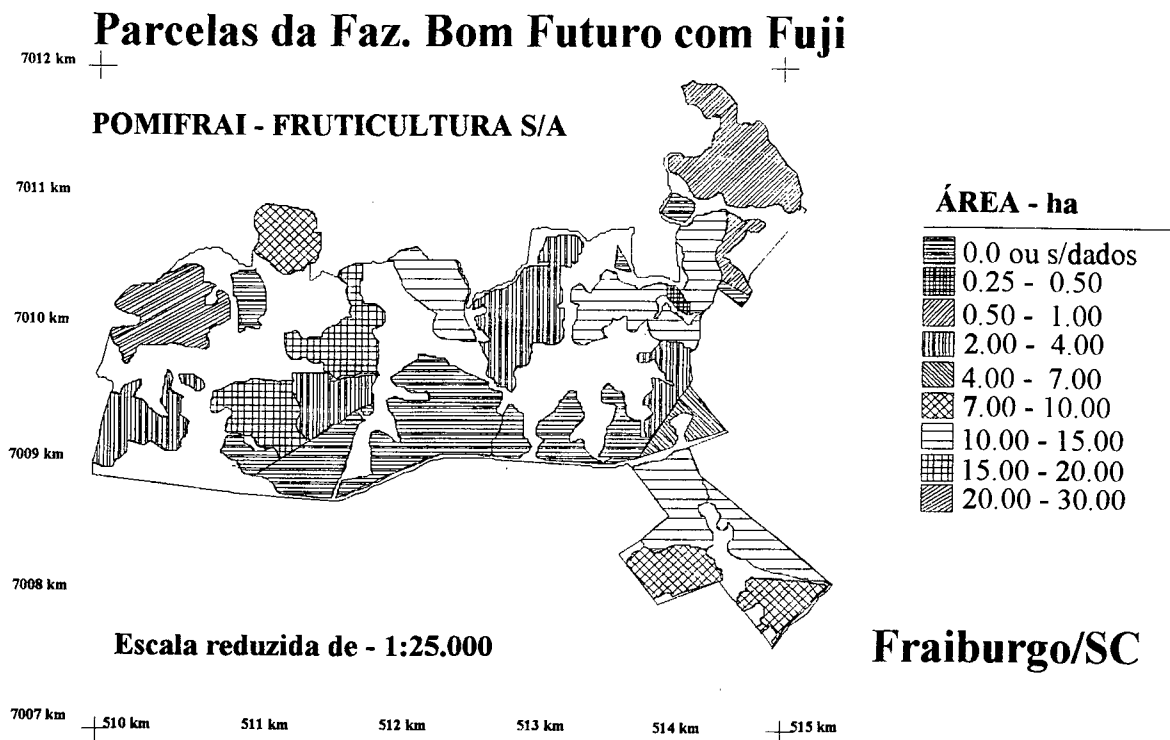 Parcelas da Faz. Bom Futuro com Fuji
7012 km
POMIFRAI - FRUTICULTURA S/A
7011 km
ÁREA - ha
0.0 ou s/dados
0.25 - 0.50
0.50 - 1.00
2.00 - 4.00
4.00 - 7.00
7.00 - 10.00
10.00 - 15.00
15.00 - 20.00
20.00 - 30.00
7010 km
7009 km
7008 km
Escala reduzida de - 1:25.000
Fraiburgo/SC
7007 km
510 km 511 km 512 km 513 km 514 km 515 km